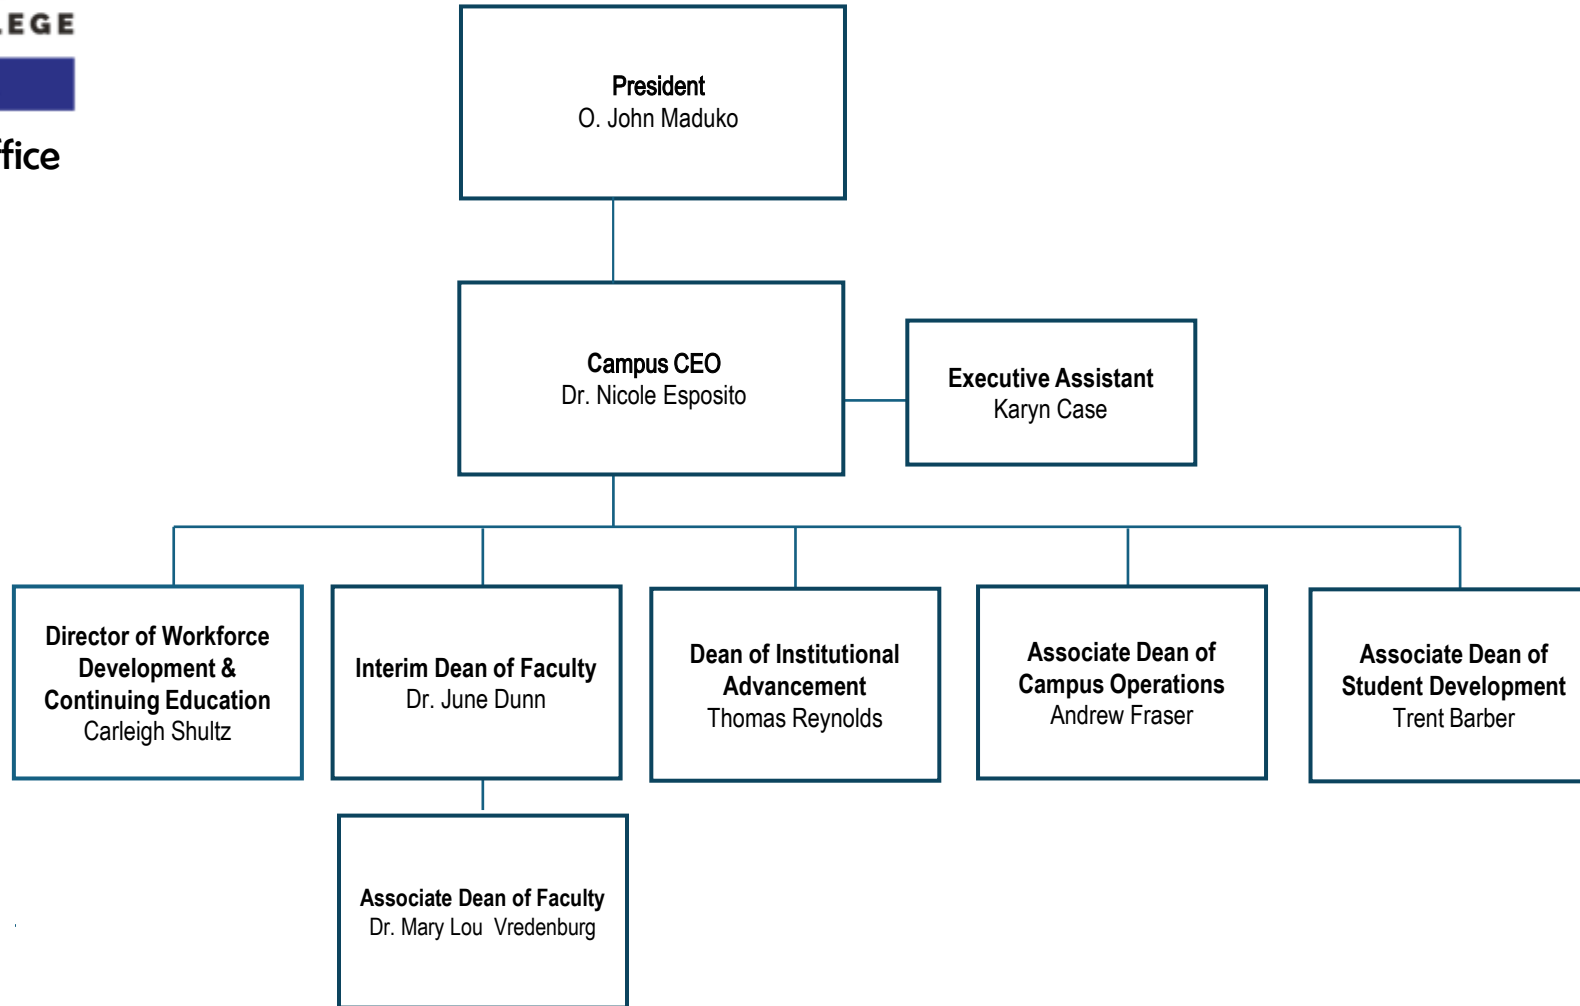 LEGE
ffice
President
O. John Maduko
Campus CEO
Dr. Nicole Esposito
Executive Assistant
Karyn Case
Director of Workforce
Development &
Continuing Education
Carleigh Shultz
Interim Dean of Faculty
Dr. June Dunn
Dean of Institutional
Advancement
Thomas Reynolds
Associate Dean of
Campus Operations
Andrew Fraser
Associate Dean of
Student Development
Trent Barber
Associate Dean of Faculty
Dr. Mary Lou Vredenburg